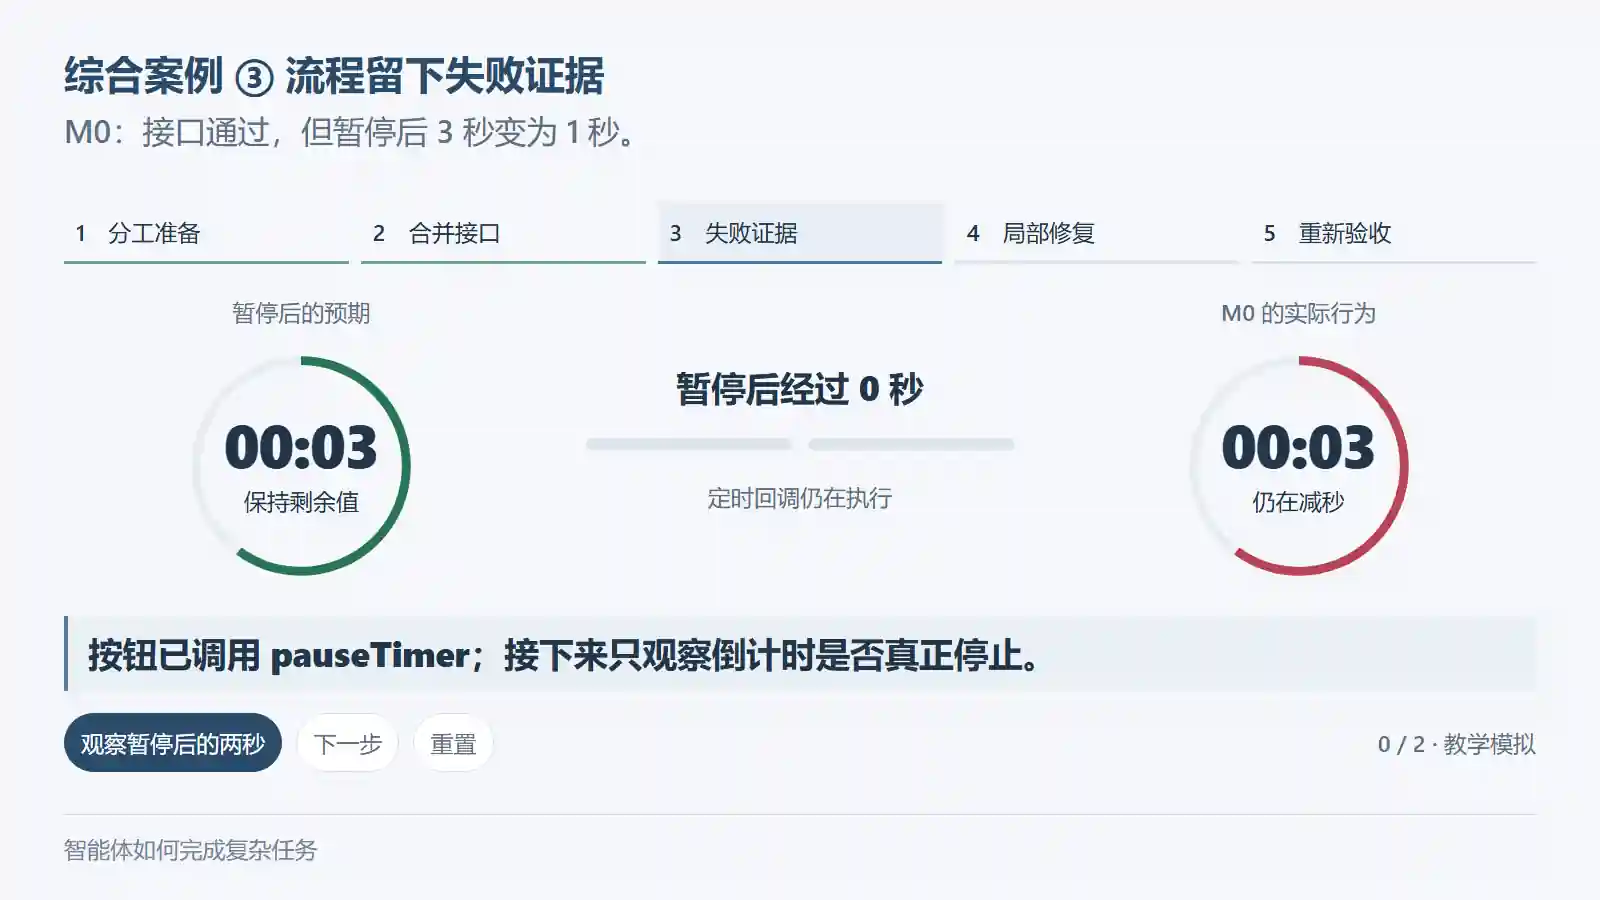 综合案例 ③ 流程留下失败证据
M0：接口通过，但暂停后 3 秒变为 1 秒。
1 分工准备
2 合并接口
3 失败证据
4 局部修复
5 重新验收
暂停后的预期
00:03
保持剩余值
暂停后经过 0 秒
定时回调仍在执行
M0 的实际行为
00:03
仍在减秒
按钮已调用 pauseTimer；接下来只观察倒计时是否真正停止。
观察暂停后的两秒
下一步
重置
0 / 2 · 教学模拟
智能体如何完成复杂任务